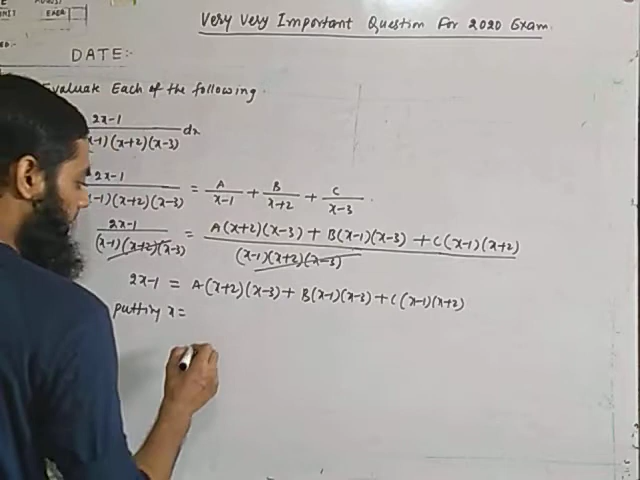 EXAM
Very Very Important Question For 2020 Exam.
DATE:-
Evaluate Each of the following.
2x-1
x-1)(x+2)(x-3) dx
2x-1
x-1)(x+2)(x-3) = A/x-1 + B/x+2 + C/x-3.
2x-1/(x-1)(x+2)(x-3) = A(x+2)(x-3) + B(x-1)(x-3) + C(x-1)(x+2)/(x-1)(x+2)(x-3)
2x-1 = A(x+2)(x-3) + B(x-1)(x-3) + C(x-1)(x+2)
putting x=